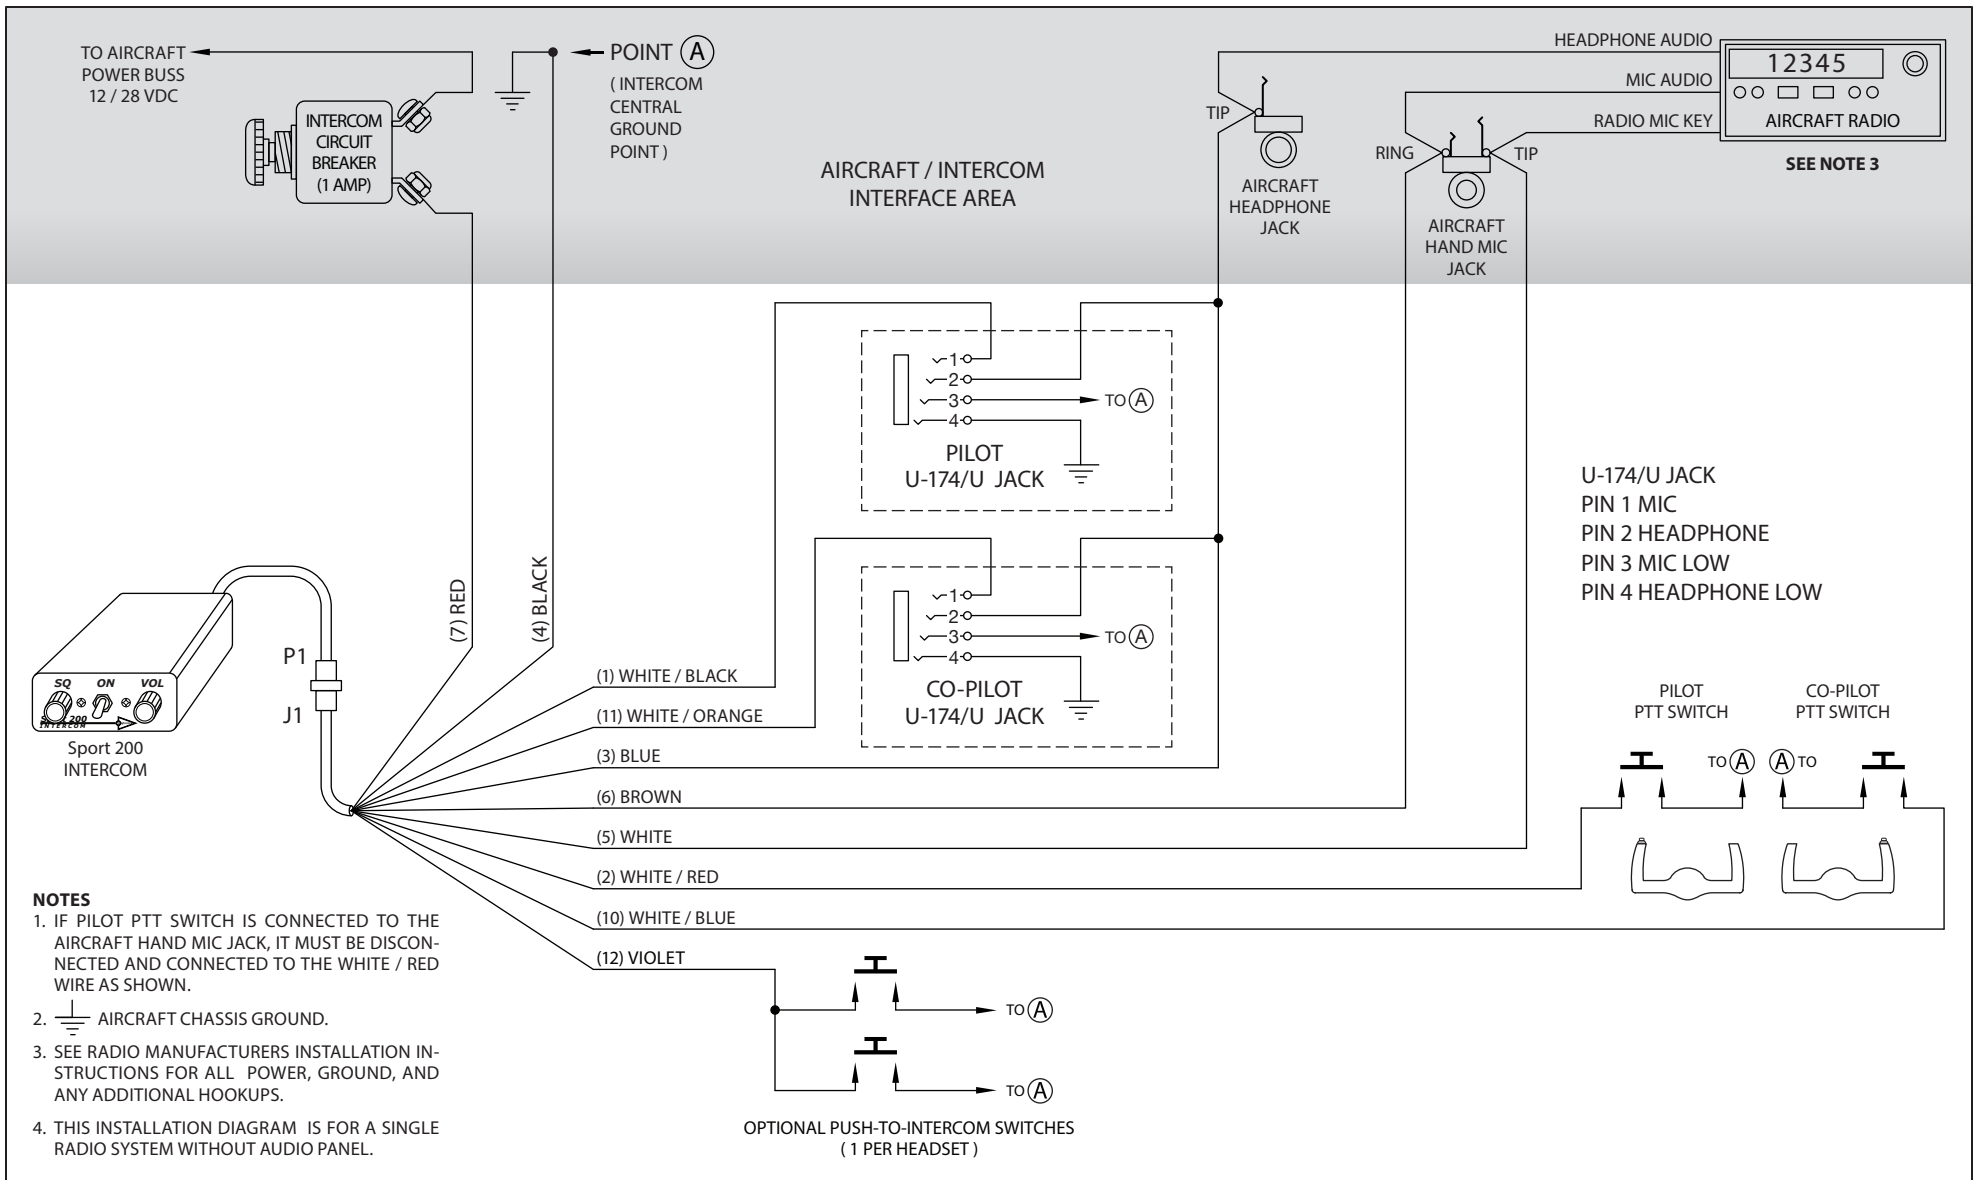 TO AIRCRAFT
POWER BUSS
12 / 28 VDC
INTERCOM
CIRCUIT
BREAKER
(1 AMP)
POINT A
( INTERCOM
CENTRAL
GROUND
POINT )
AIRCRAFT / INTERCOM
INTERFACE AREA
HEADPHONE AUDIO
MIC AUDIO
RADIO MIC KEY
12345
AIRCRAFT RADIO
SEE NOTE 3
TIP
AIRCRAFT
HEADPHONE
JACK
RING
TIP
AIRCRAFT
HAND MIC
JACK
1
2
3
4
TO A
PILOT
U-174/U JACK
1
2
3
4
TO A
CO-PILOT
U-174/U JACK
U-174/U JACK
PIN 1 MIC
PIN 2 HEADPHONE
PIN 3 MIC LOW
PIN 4 HEADPHONE LOW
(7) RED
(4) BLACK
P1
J1
SQ
ON
VOL
INTERCOM
Sport 200
INTERCOM
(1) WHITE / BLACK
(11) WHITE / ORANGE
(3) BLUE
(6) BROWN
(5) WHITE
(2) WHITE / RED
(10) WHITE / BLUE
(12) VIOLET
PILOT
PTT SWITCH
CO-PILOT
PTT SWITCH
TO A
A TO
TO A
TO A
OPTIONAL PUSH-TO-INTERCOM SWITCHES
( 1 PER HEADSET )
NOTES
1. IF PILOT PTT SWITCH IS CONNECTED TO THE
AIRCRAFT HAND MIC JACK, IT MUST BE DISCON-
NECTED AND CONNECTED TO THE WHITE / RED
WIRE AS SHOWN.
2. AIRCRAFT CHASSIS GROUND.
3. SEE RADIO MANUFACTURERS INSTALLATION IN-
STRUCTIONS FOR ALL POWER, GROUND, AND
ANY ADDITIONAL HOOKUPS.
4. THIS INSTALLATION DIAGRAM IS FOR A SINGLE
RADIO SYSTEM WITHOUT AUDIO PANEL.